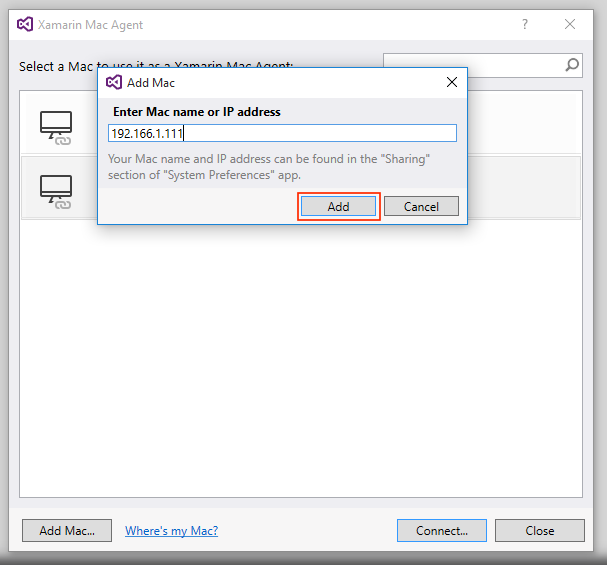 Xamarin Mac Agent
?
Select a Mac to use it as a Xamarin Mac Agent:
Add Mac
Enter Mac name or IP address
192.166.1.111
Your Mac name and IP address can be found in the "Sharing"
section of "System Preferences" app.
Add Cancel
Add Mac... Where's my Mac? Connect... Close